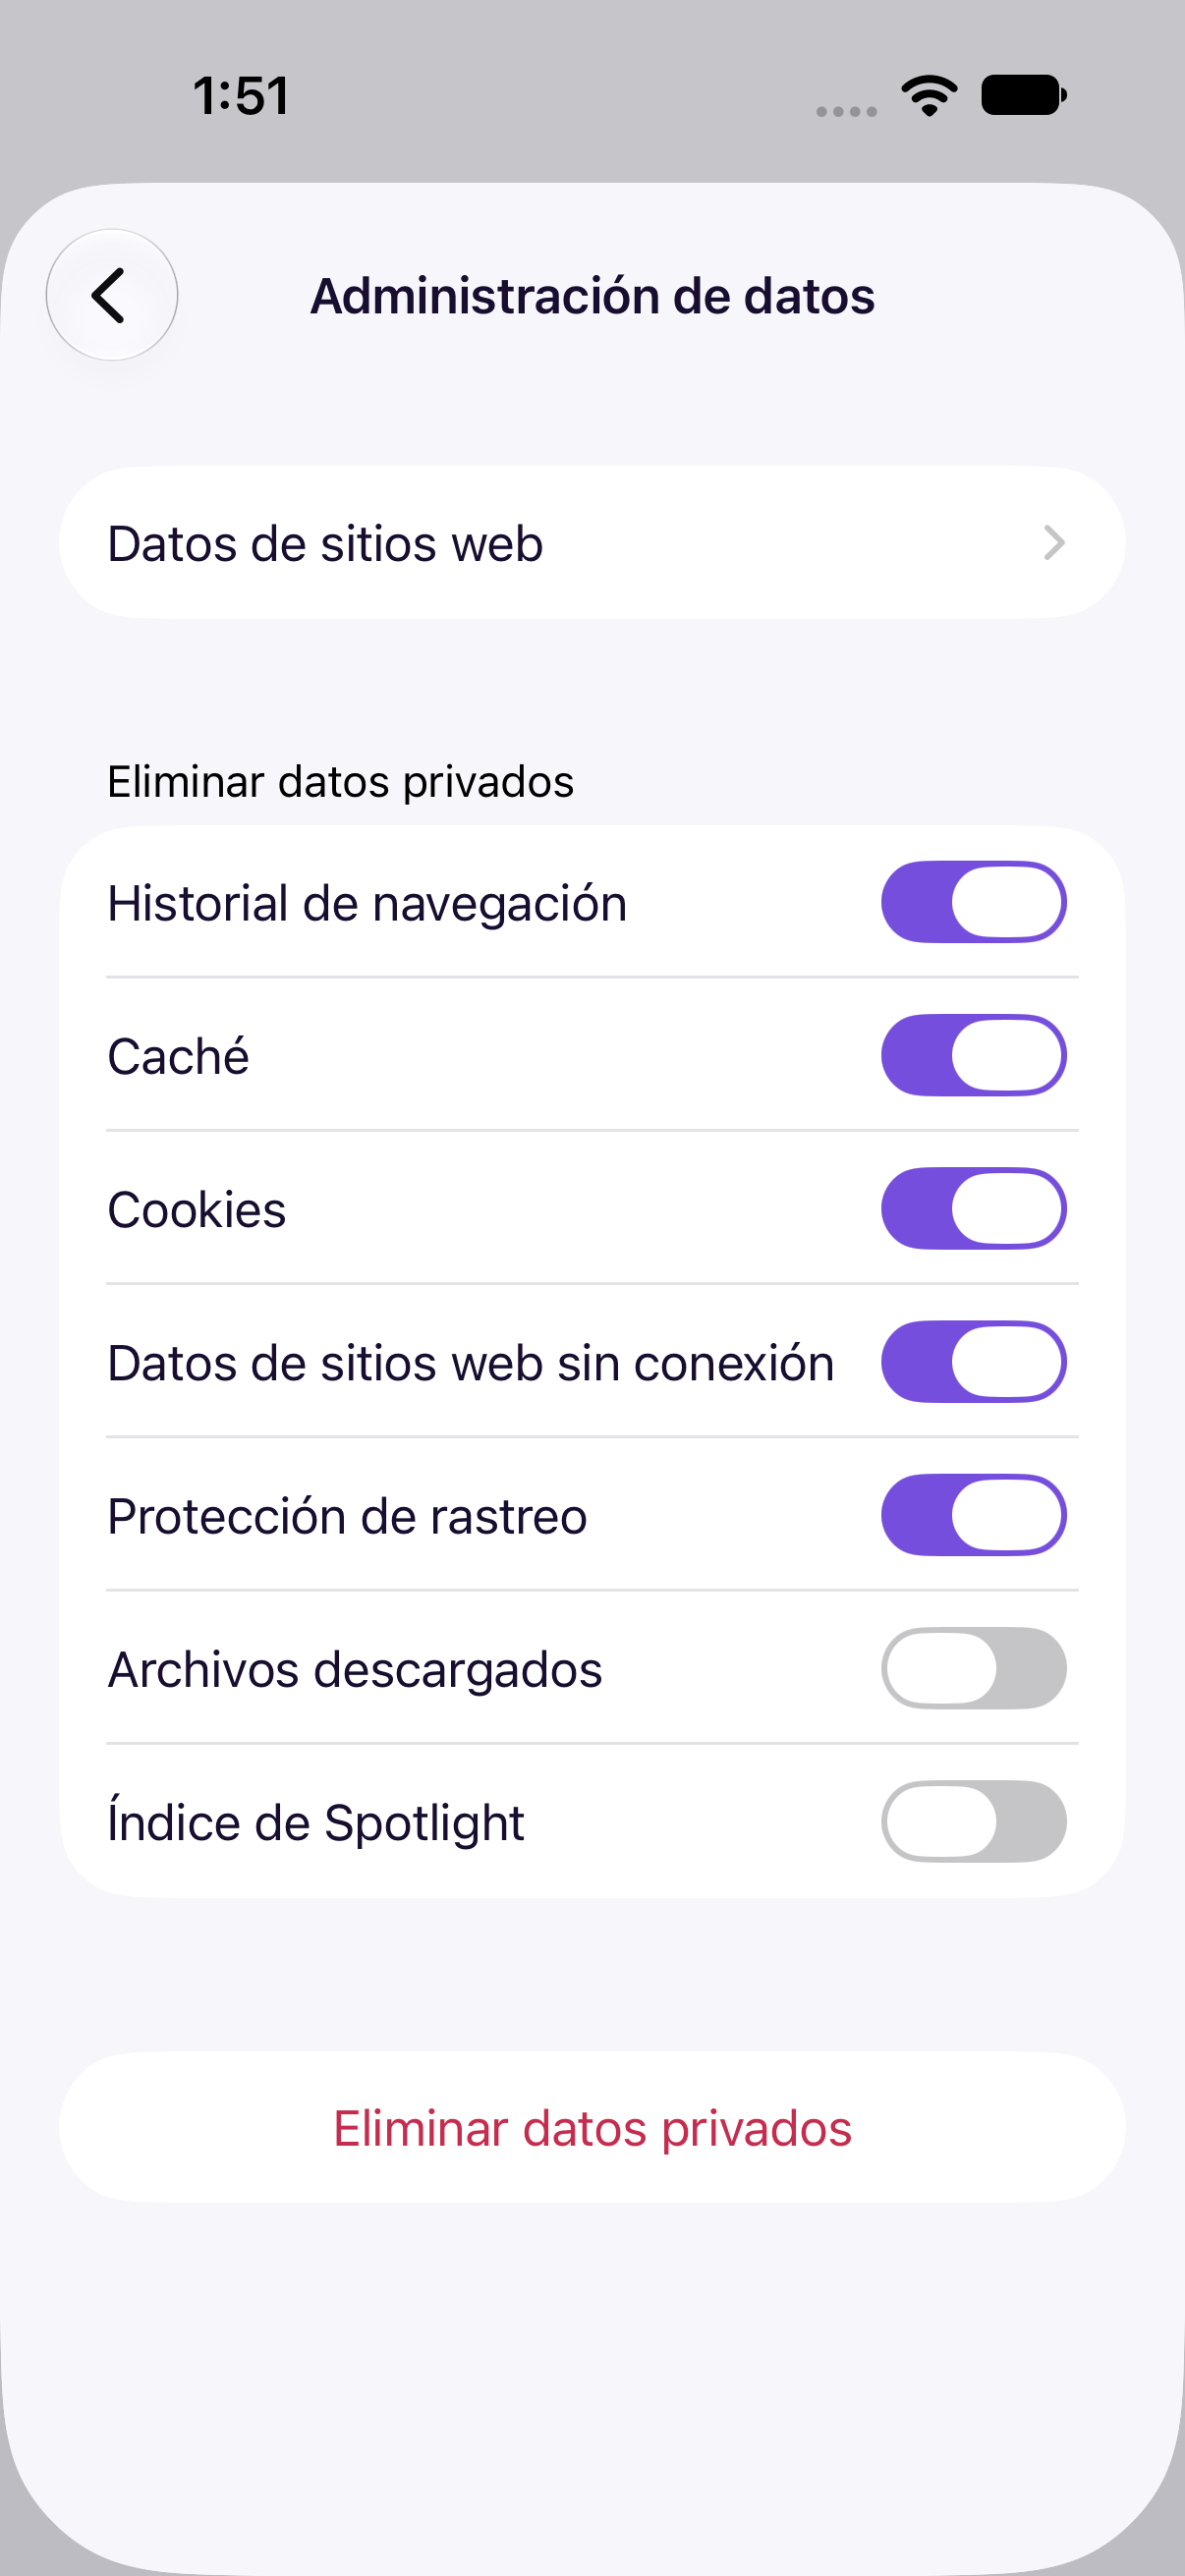 1:51
Administración de datos
Datos de sitios web
Eliminar datos privados
Historial de navegación
Caché
Cookies
Datos de sitios web sin conexión
Protección de rastreo
Archivos descargados
Índice de Spotlight
Eliminar datos privados